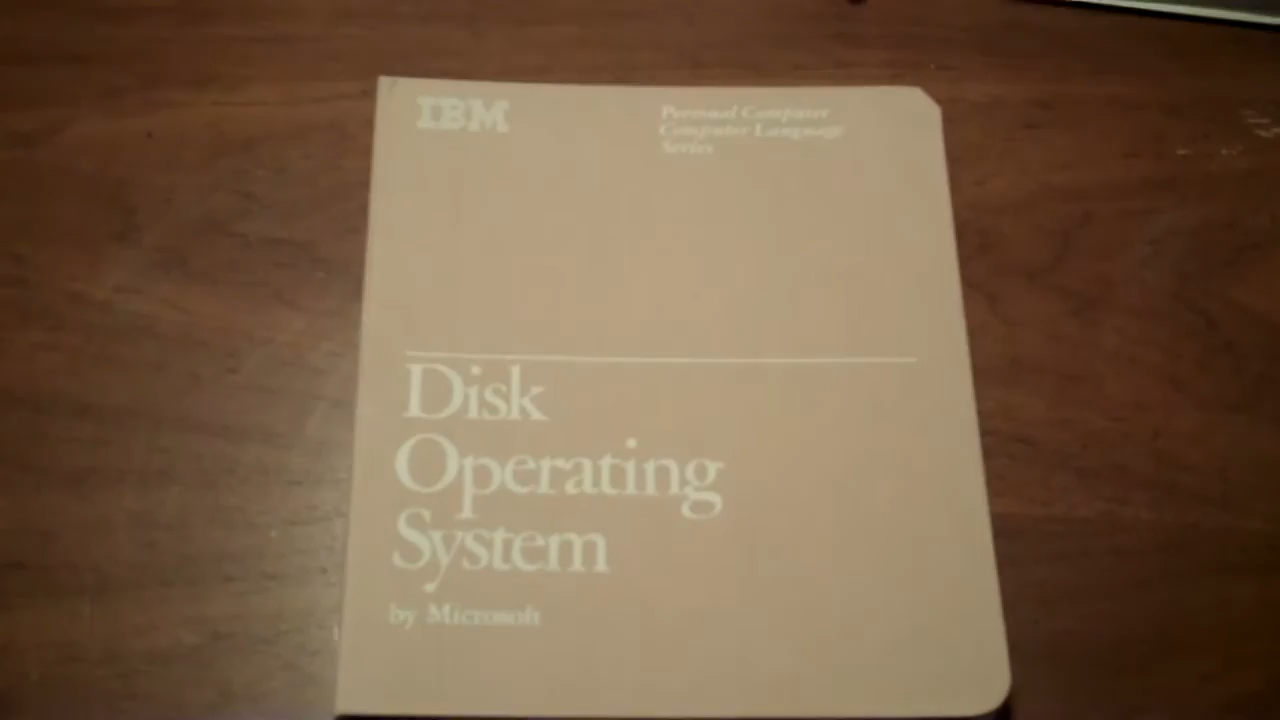 IBM
Personal Computer
Computer Language
Series
Disk
Operating
System
by Microsoft